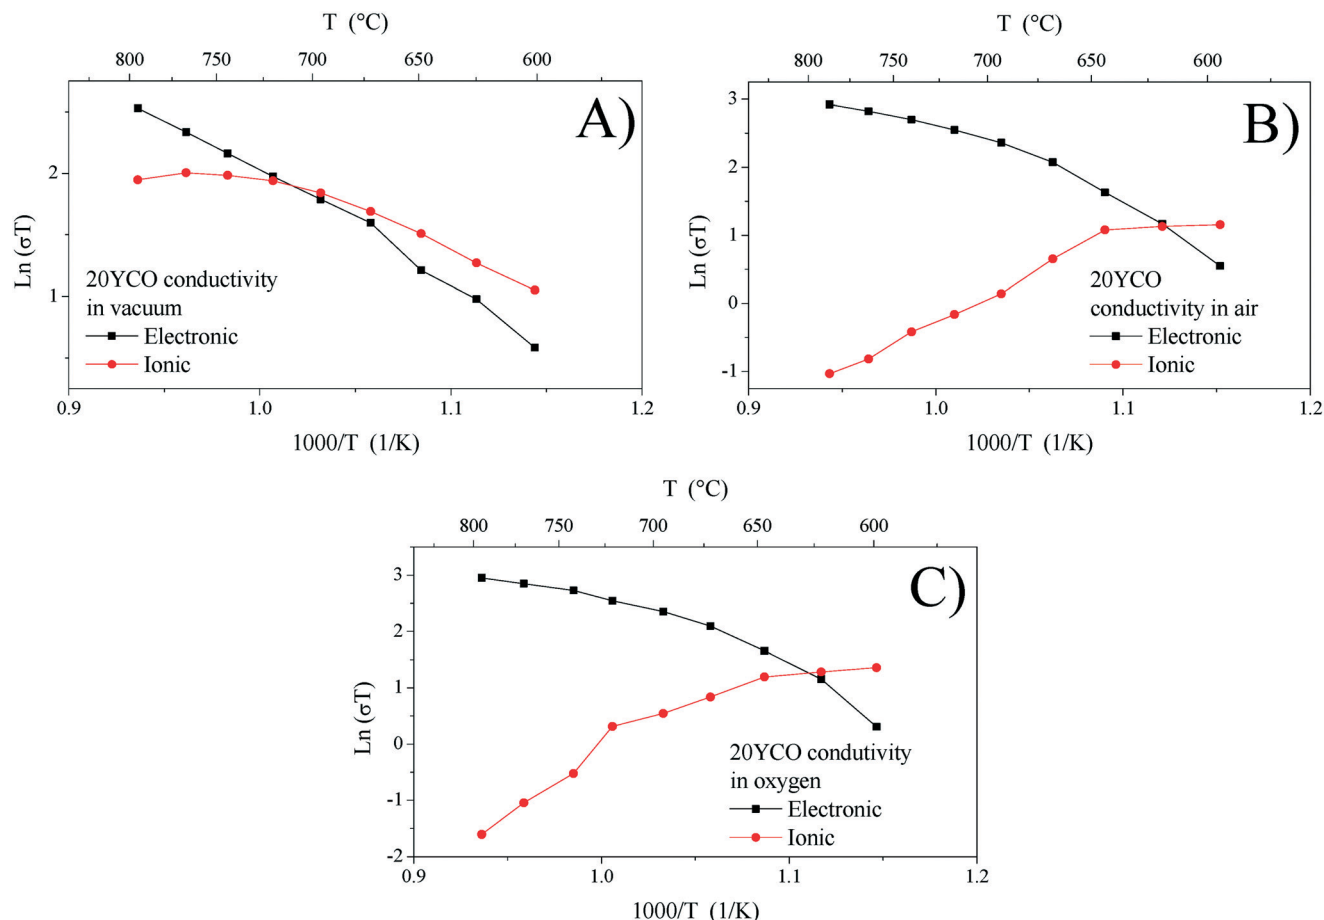 T (°C)
800 750 700 650 600
A)
2
1
Ln (σT)
20YCO conductivity
in vacuum
Electronic
Ionic
0.9 1.0 1.1 1.2
1000/T (1/K)
T (°C)
800 750 700 650 600
B)
3
2
1
0
-1
Ln (σT)
20YCO
conductivity in air
Electronic
Ionic
0.9 1.0 1.1 1.2
1000/T (1/K)
T (°C)
800 750 700 650 600
C)
3
2
1
0
-1
-2
Ln (σT)
20YCO condutivity
in oxygen
Electronic
Ionic
0.9 1.0 1.1 1.2
1000/T (1/K)